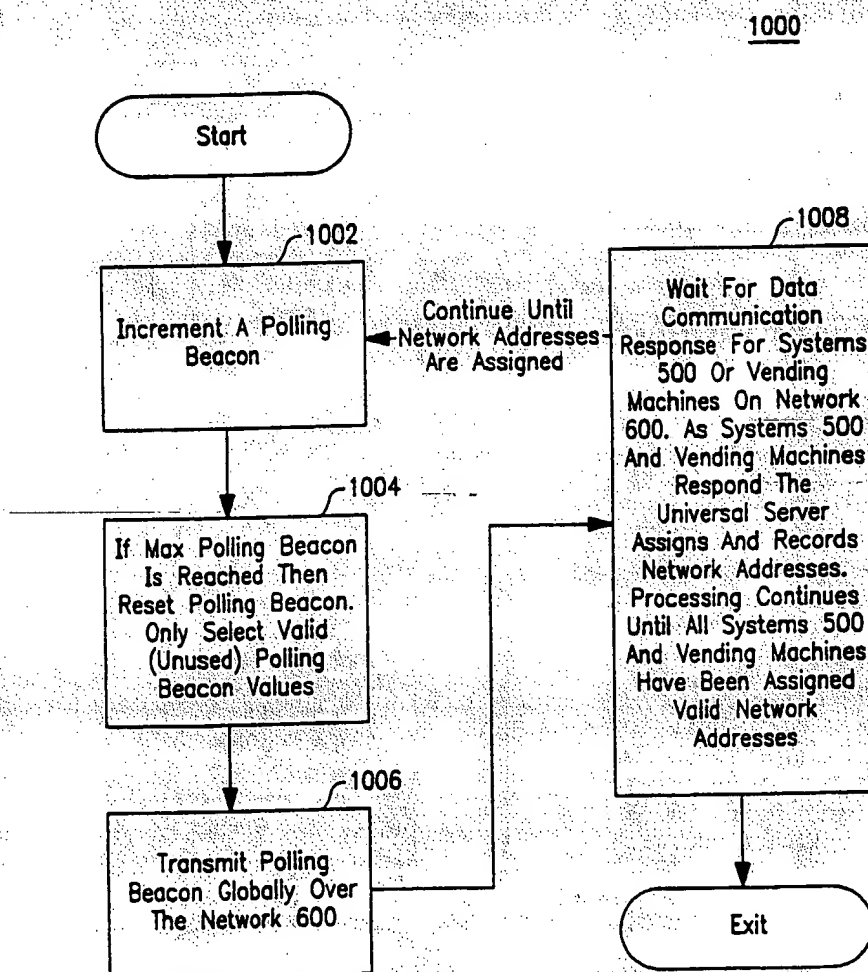 1000
Start
1002
Increment A Polling
Beacon
1004
If Max Polling Beacon
Is Reached Then
Reset Polling Beacon.
Only Select Valid
(Unused) Polling
Beacon Values
1006
Transmit Polling
Beacon Globally Over
The Network 600
1008
Wait For Data
Communication
Response For Systems
500 Or Vending
Machines On Network
600. As Systems 500
And Vending Machines
Respond The
Universal Server
Assigns And Records
Network Addresses.
Processing Continues
Until All Systems 500
And Vending Machines
Have Been Assigned
Valid Network
Addresses
Continue Until
Network Addresses
Are Assigned
Exit